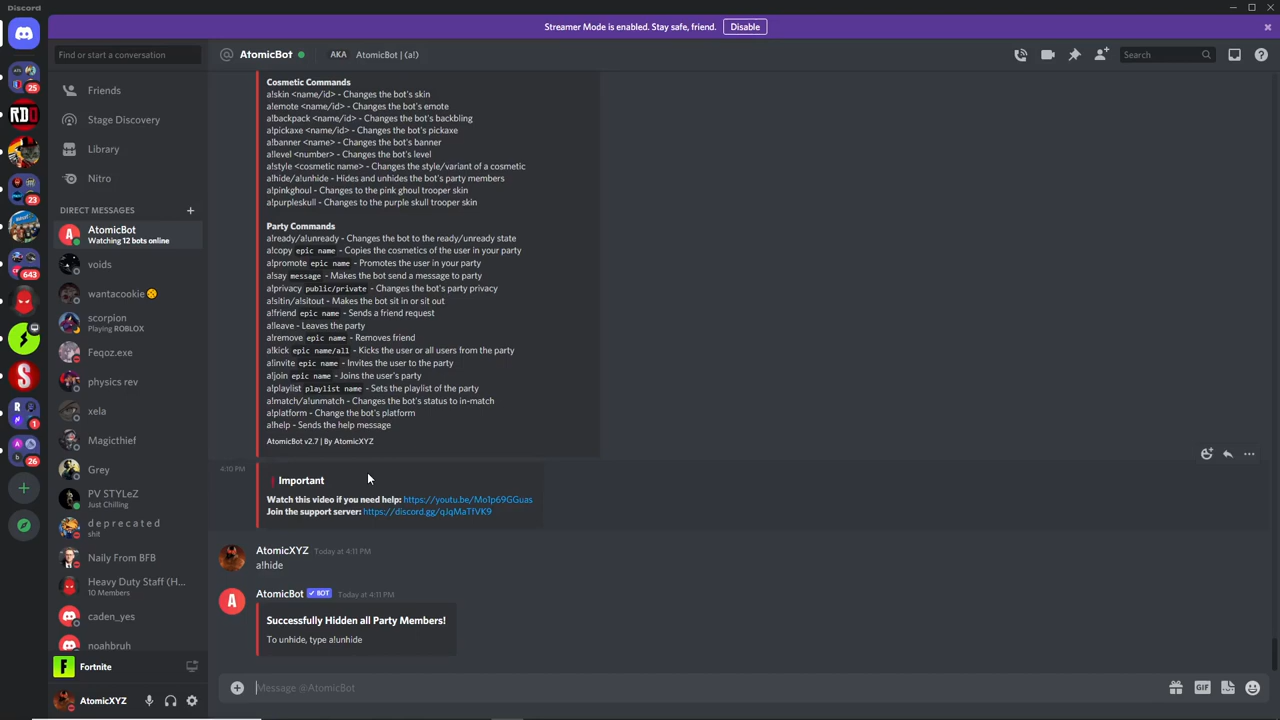 Discord
Streamer Mode is enabled. Stay safe, friend. Disable
Find or start a conversation
AtomicBot AKA AtomicBot | (a!)
Search
Friends
Stage Discovery
Library
Nitro
DIRECT MESSAGES
AtomicBot
Watching 12 bots online
voids
wantacookie
scorpion
Playing ROBLOX
Feqoz.exe
physics rev
xela
Magicthief
Grey
PV STYLeZ
Just Chilling
d e p r e c a t e d
shit
Naily From BFB
Heavy Duty Staff (H...
10 Members
caden_yes
noahbruh
Fortnite
AtomicXYZ
25
RDO
23
643
1
26
Cosmetic Commands
a!skin <name/id> - Changes the bot's skin
a!emote <name/id> - Changes the bot's emote
a!backpack <name/id> - Changes the bot's backbling
a!pickaxe <name/id> - Changes the bot's pickaxe
a!banner <name> - Changes the bot's banner
a!level <number> - Changes the bot's level
a!style <cosmetic name> - Changes the style/variant of a cosmetic
a!hide/a!unhide - Hides and unhides the bot's party members
a!pinkghoul - Changes to the pink ghoul trooper skin
a!purpleskull - Changes to the purple skull trooper skin
Party Commands
a!ready/a!unready - Changes the bot to the ready/unready state
a!copy epic name - Copies the cosmetics of the user in your party
a!promote epic name - Promotes the user in your party
a!say message - Makes the bot send a message to party
a!privacy public/private - Changes the bot's party privacy
a!sitin/a!sitout - Makes the bot sit in or sit out
a!friend epic name - Sends a friend request
a!leave - Leaves the party
a!remove epic name - Removes friend
a!kick epic name/all - Kicks the user or all users from the party
a!invite epic name - Invites the user to the party
a!join epic name - Joins the user's party
a!playlist playlist name - Sets the playlist of the party
a!match/a!unmatch - Changes the bot's status to in-match
a!platform - Change the bot's platform
a!help - Sends the help message
AtomicBot v2.7 | By AtomicXYZ
4:10 PM
Important
Watch this video if you need help: https://youtu.be/Mo1p69GGuas
Join the support server: https://discord.gg/qJqMaTfVK9
AtomicXYZ Today at 4:11 PM
a!hide
AtomicBot BOT Today at 4:11 PM
Successfully Hidden all Party Members!
To unhide, type a!unhide
Message @AtomicBot
GIF